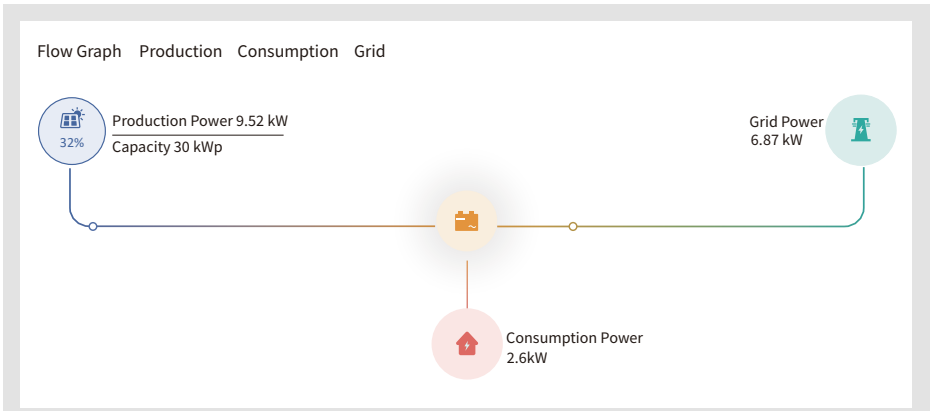 Flow Graph Production Consumption Grid
32%
Production Power 9.52 kW
Capacity 30 kWp
Grid Power
6.87 kW
Consumption Power
2.6kW